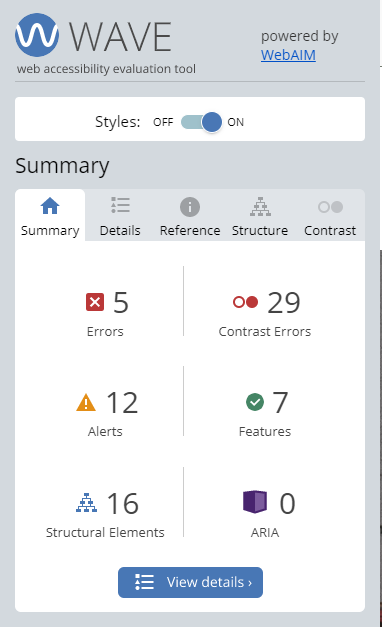 WAVE
web accessibility evaluation tool
powered by
WebAIM
Styles: OFF ON
Summary
Summary Details Reference Structure Contrast
5
Errors
29
Contrast Errors
12
Alerts
7
Features
16
Structural Elements
0
ARIA
View details ›